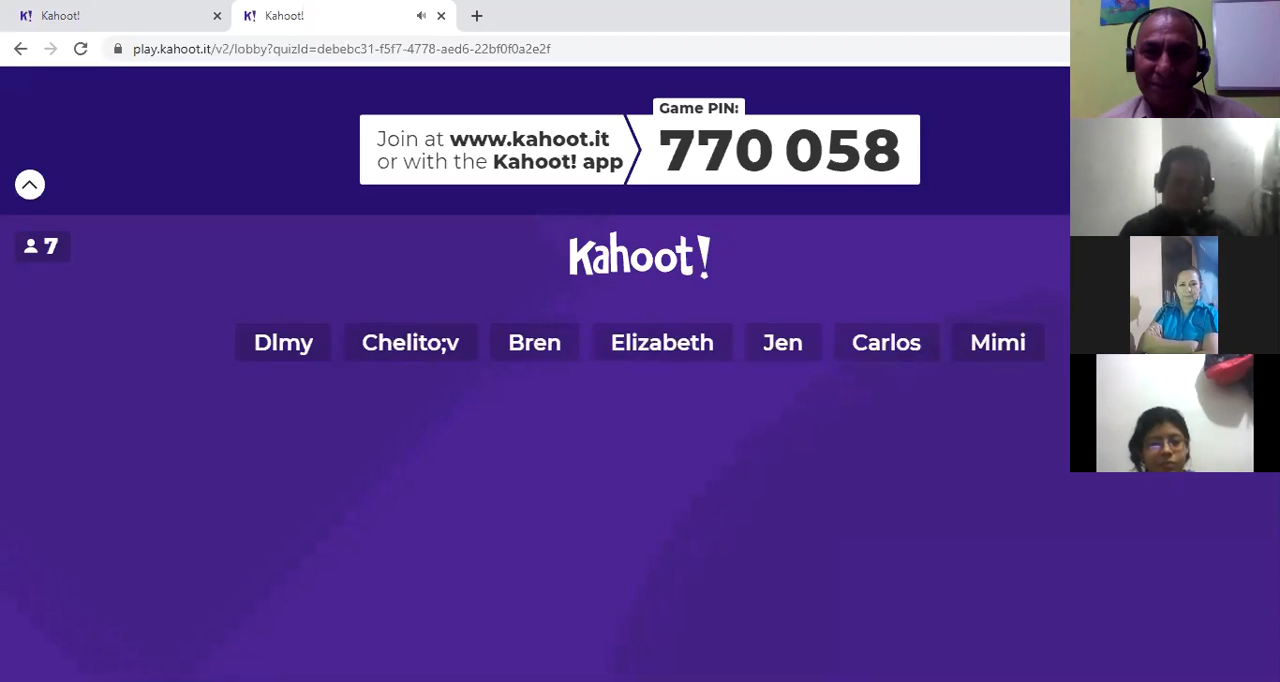 Kahoot!
Kahoot!
play.kahoot.it/v2/lobby?quizId=debebc31-f5f7-4778-aed6-22bf0f0a2e2f
Game PIN:
Join at www.kahoot.it
or with the Kahoot! app
770 058
7
Kahoot!
Dlmy Chelito;v Bren Elizabeth Jen Carlos Mimi